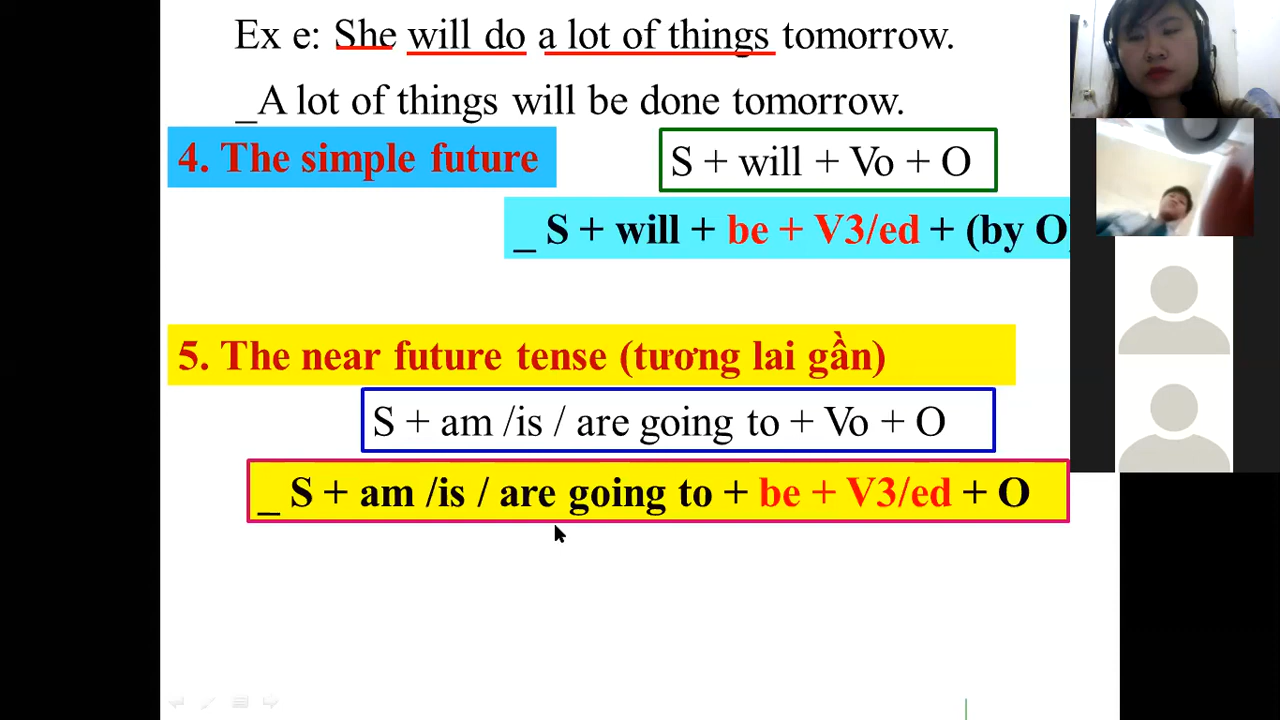 Ex e: She will do a lot of things tomorrow.
_A lot of things will be done tomorrow.
4. The simple future
S + will + Vo + O
_ S + will + be + V3/ed + (by O)
5. The near future tense (tương lai gần)
S + am /is / are going to + Vo + O
_ S + am /is / are going to + be + V3/ed + O